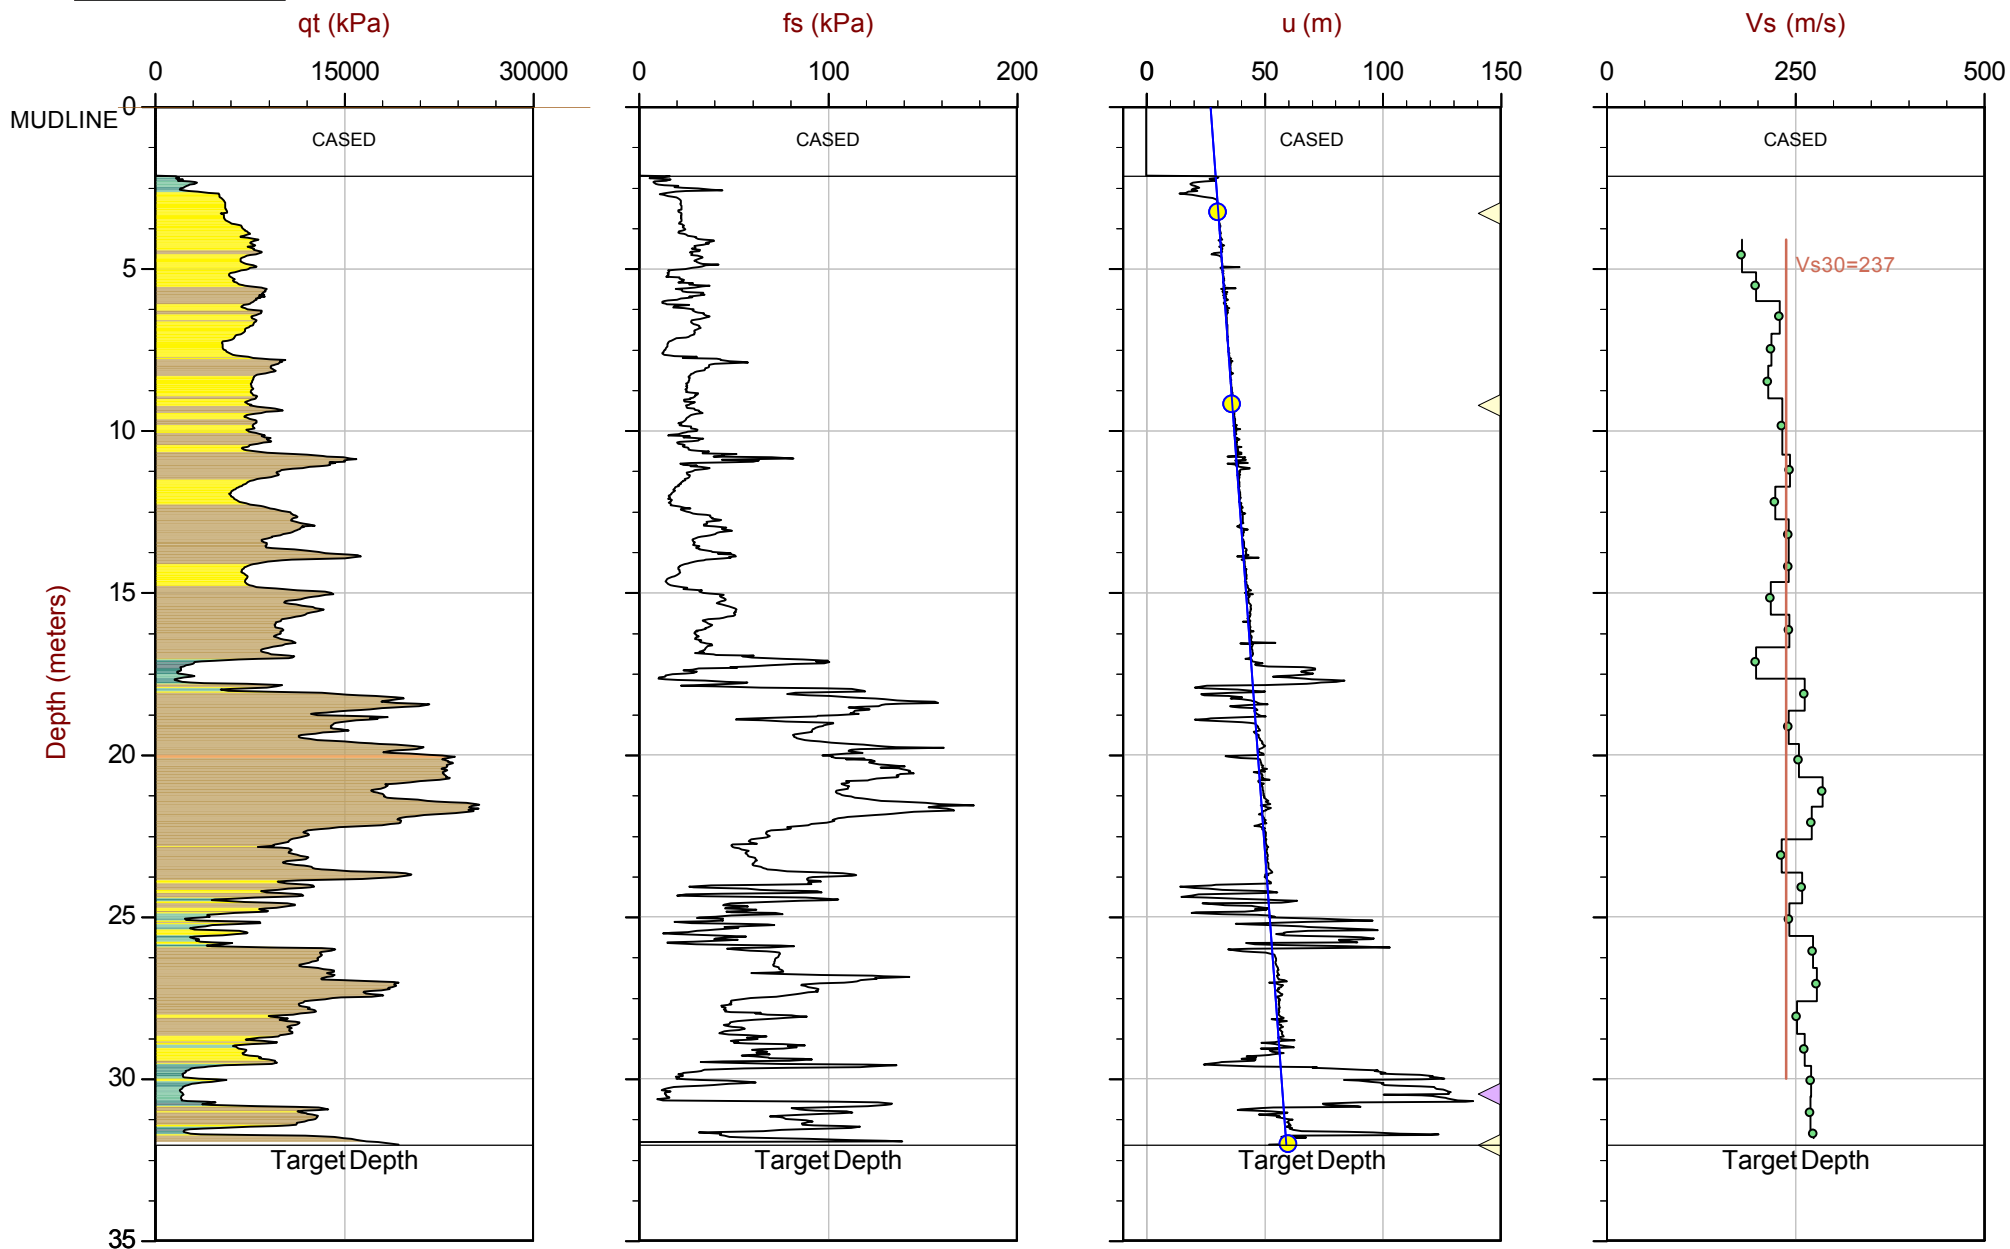 qt (kPa) fs (kPa) u (m) Vs (m/s)
0 15000 30000 0 100 200 0 50 100 150 0 250 500
0
MUDLINE
CASED CASED CASED CASED
Vs30=237
5
10
15
Depth (meters)
20
25
30
Target Depth Target Depth Target Depth Target Depth
35